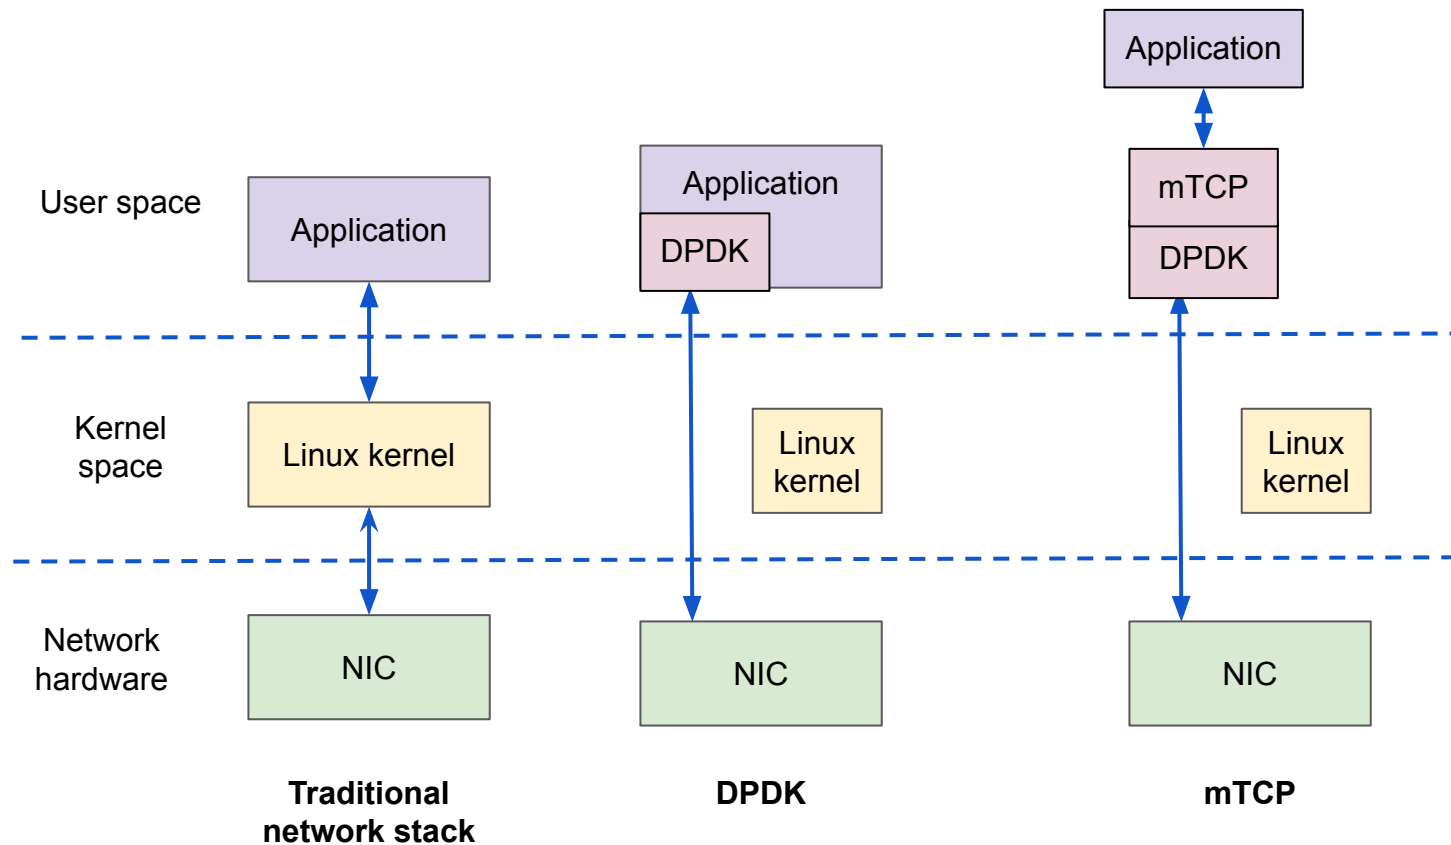 Application
mTCP
DPDK
Application
DPDK
User space
Application
Kernel
space
Linux kernel
Linux
kernel
Linux
kernel
Network
hardware
NIC
NIC
NIC
Traditional
network stack
DPDK
mTCP